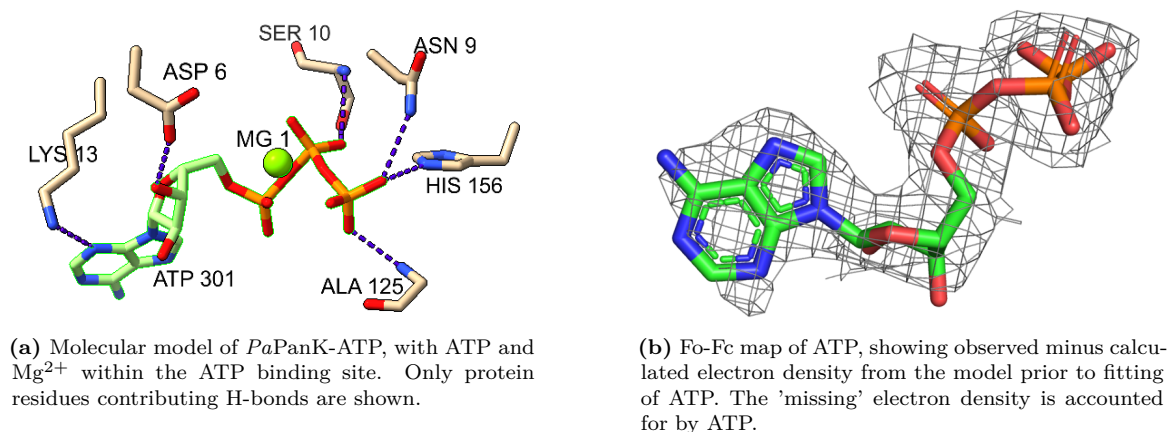 SER 10
ASN 9
ASP 6
MG 1
LYS 13
HIS 156
ATP 301
ALA 125
(a) Molecular model of PaPanK-ATP, with ATP and
Mg2+ within the ATP binding site. Only protein
residues contributing H-bonds are shown.
(b) Fo-Fc map of ATP, showing observed minus calcu-
lated electron density from the model prior to fitting
of ATP. The 'missing' electron density is accounted
for by ATP.